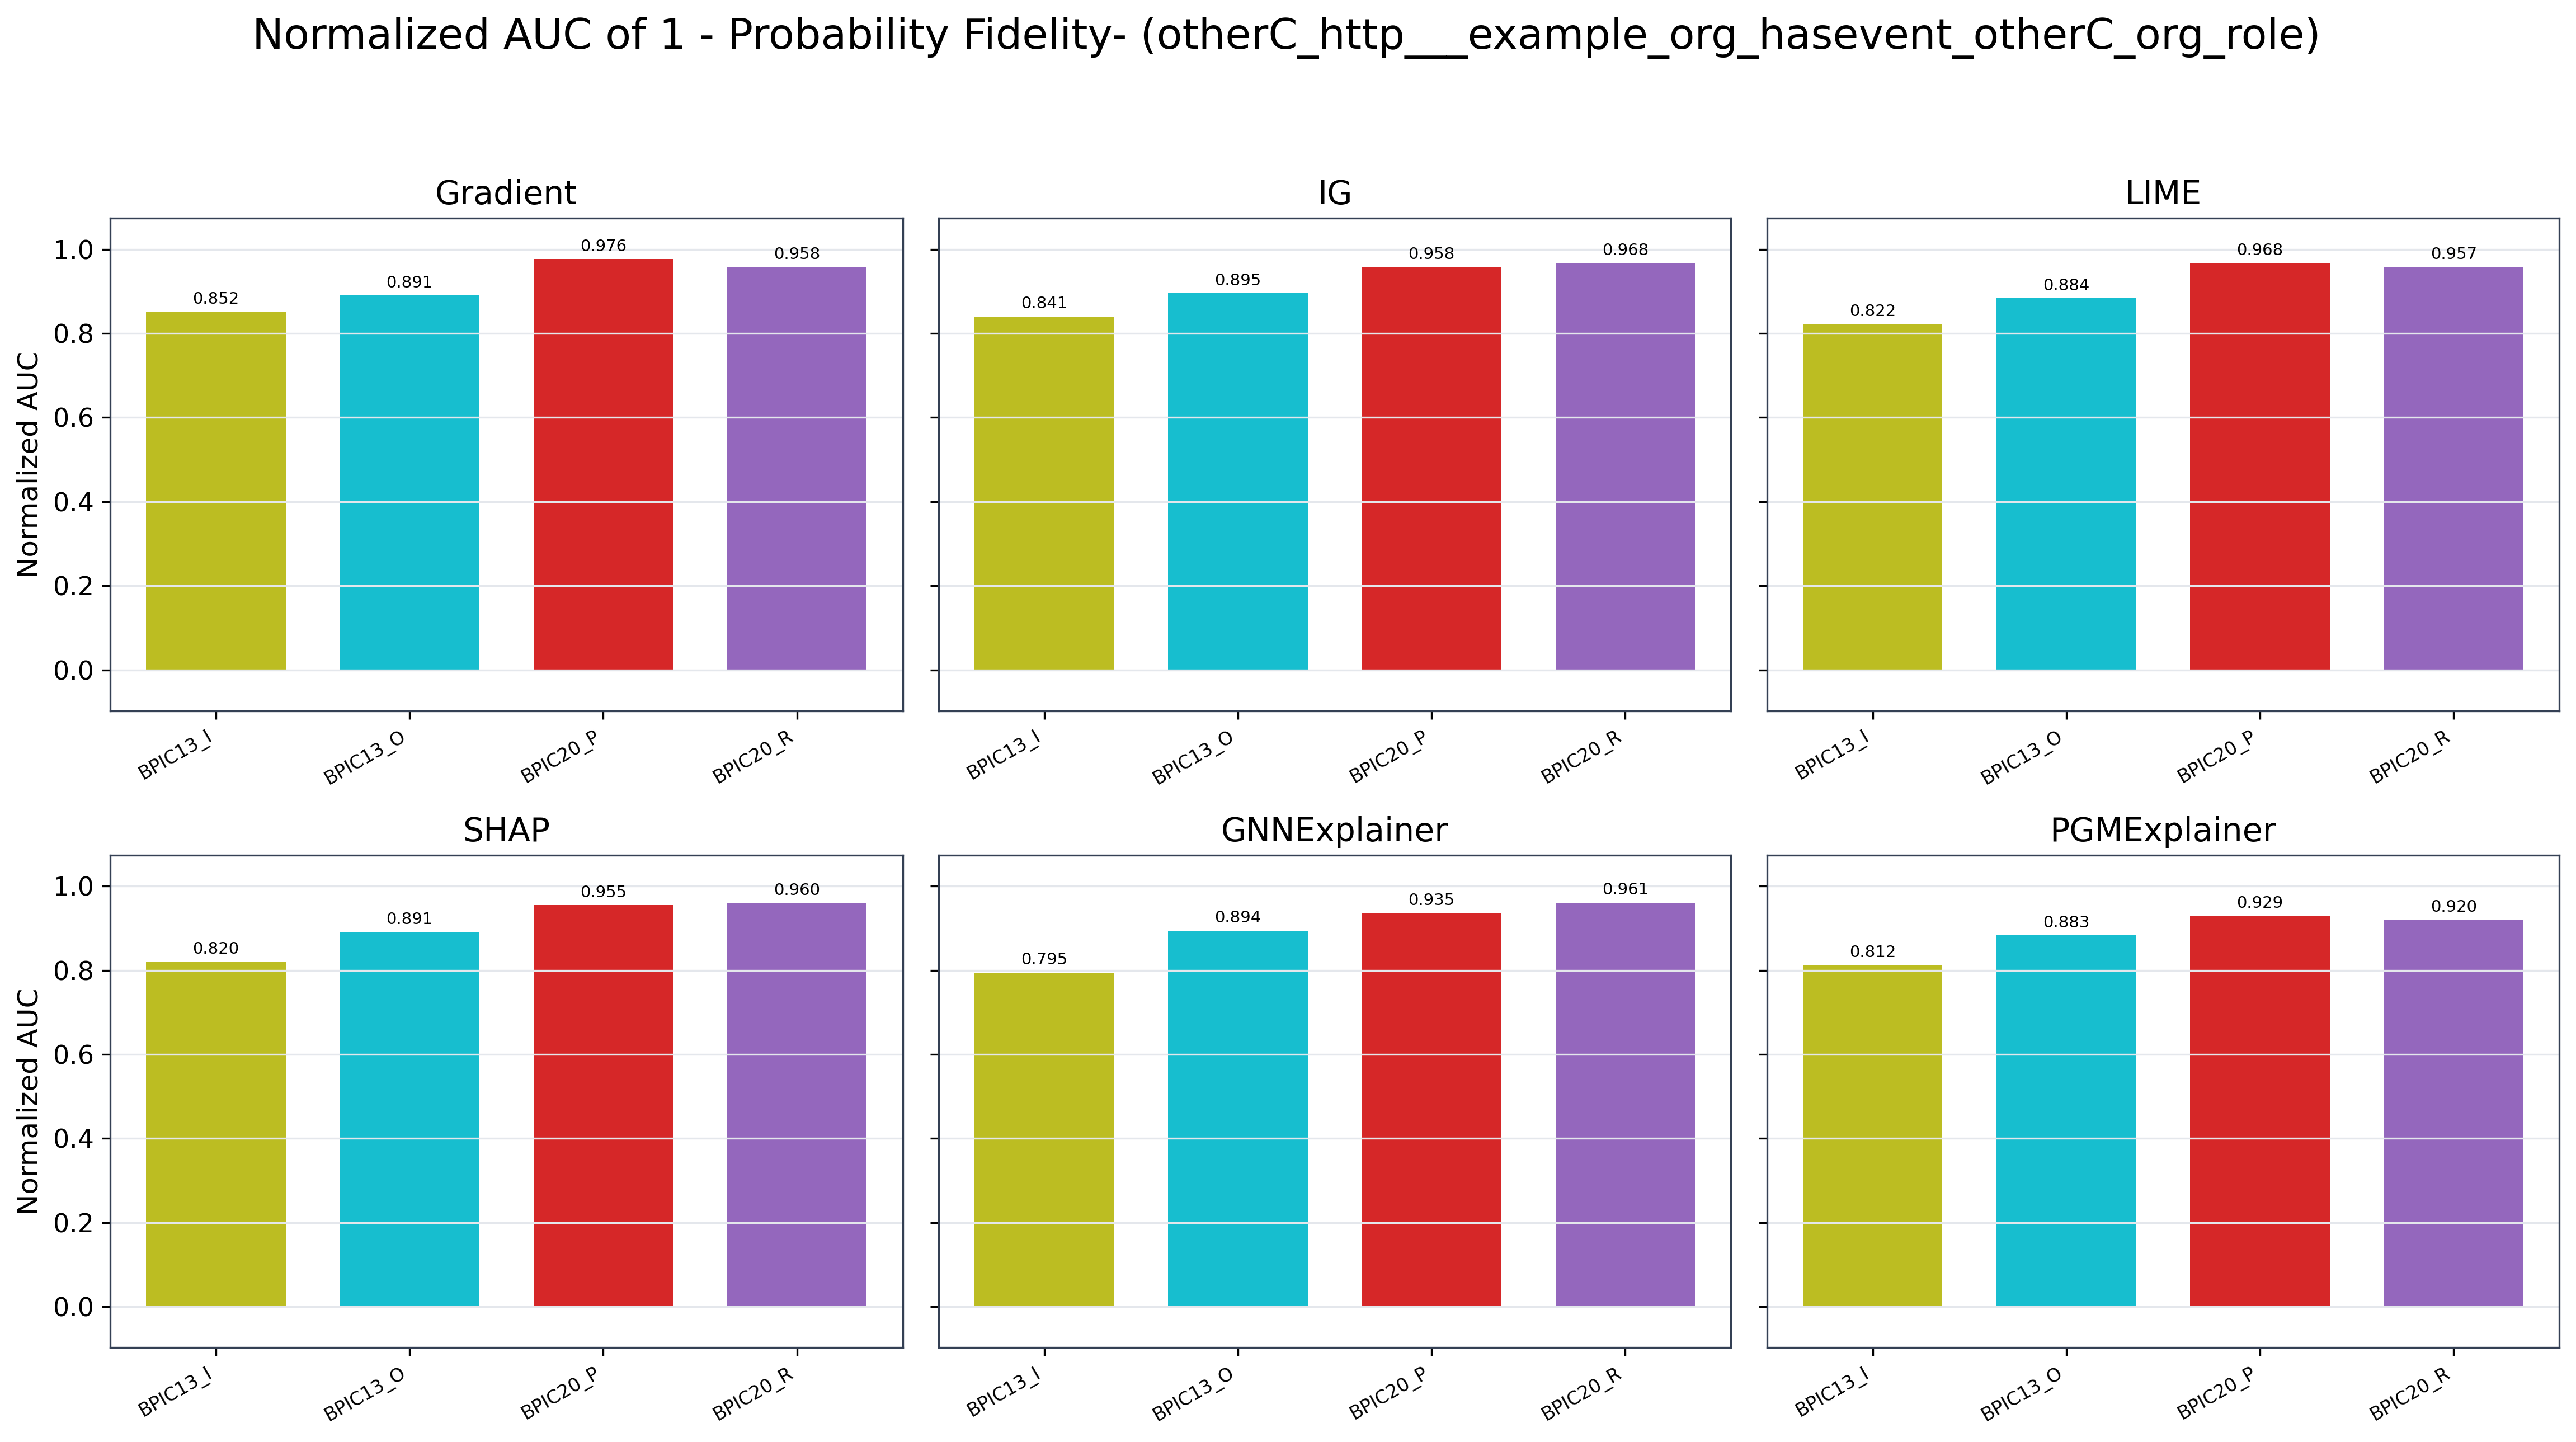 Normalized AUC of 1 - Probability Fidelity- (otherC_http___example_org_hasevent_otherC_org_role)
Gradient
IG
LIME
Normalized AUC
1.0
0.8
0.6
0.4
0.2
0.0
0.852
0.891
0.976
0.958
0.841
0.895
0.958
0.968
0.822
0.884
0.968
0.957
BPIC13_I
BPIC13_O
BPIC20_P
BPIC20_R
BPIC13_I
BPIC13_O
BPIC20_P
BPIC20_R
BPIC13_I
BPIC13_O
BPIC20_P
BPIC20_R
SHAP
GNNExplainer
PGMExplainer
Normalized AUC
1.0
0.8
0.6
0.4
0.2
0.0
0.820
0.891
0.955
0.960
0.795
0.894
0.935
0.961
0.812
0.883
0.929
0.920
BPIC13_I
BPIC13_O
BPIC20_P
BPIC20_R
BPIC13_I
BPIC13_O
BPIC20_P
BPIC20_R
BPIC13_I
BPIC13_O
BPIC20_P
BPIC20_R